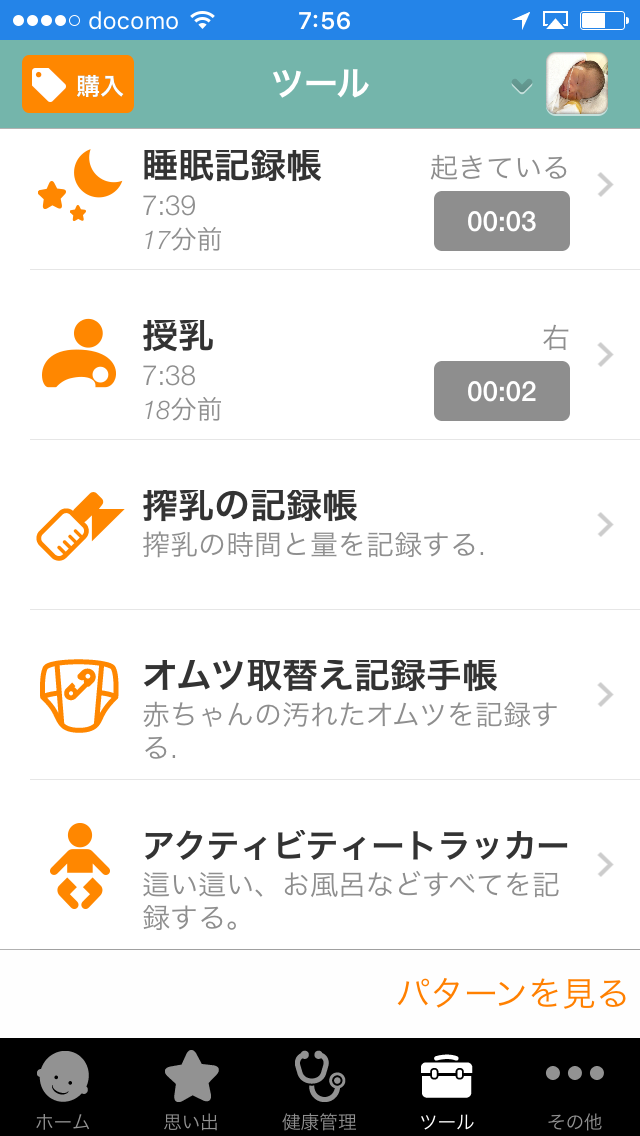 docomo 7:56
購入 ツール
睡眠記録帳 起きている
7:39 00:03
17分前
授乳 右
7:38 00:02
18分前
搾乳の記録帳
搾乳の時間と量を記録する.
オムツ取替え記録手帳
赤ちゃんの汚れたオムツを記録す
る.
アクティビティートラッカー
這い這い、お風呂などすべてを記
録する。
パターンを見る
ホーム 思い出 健康管理 ツール その他